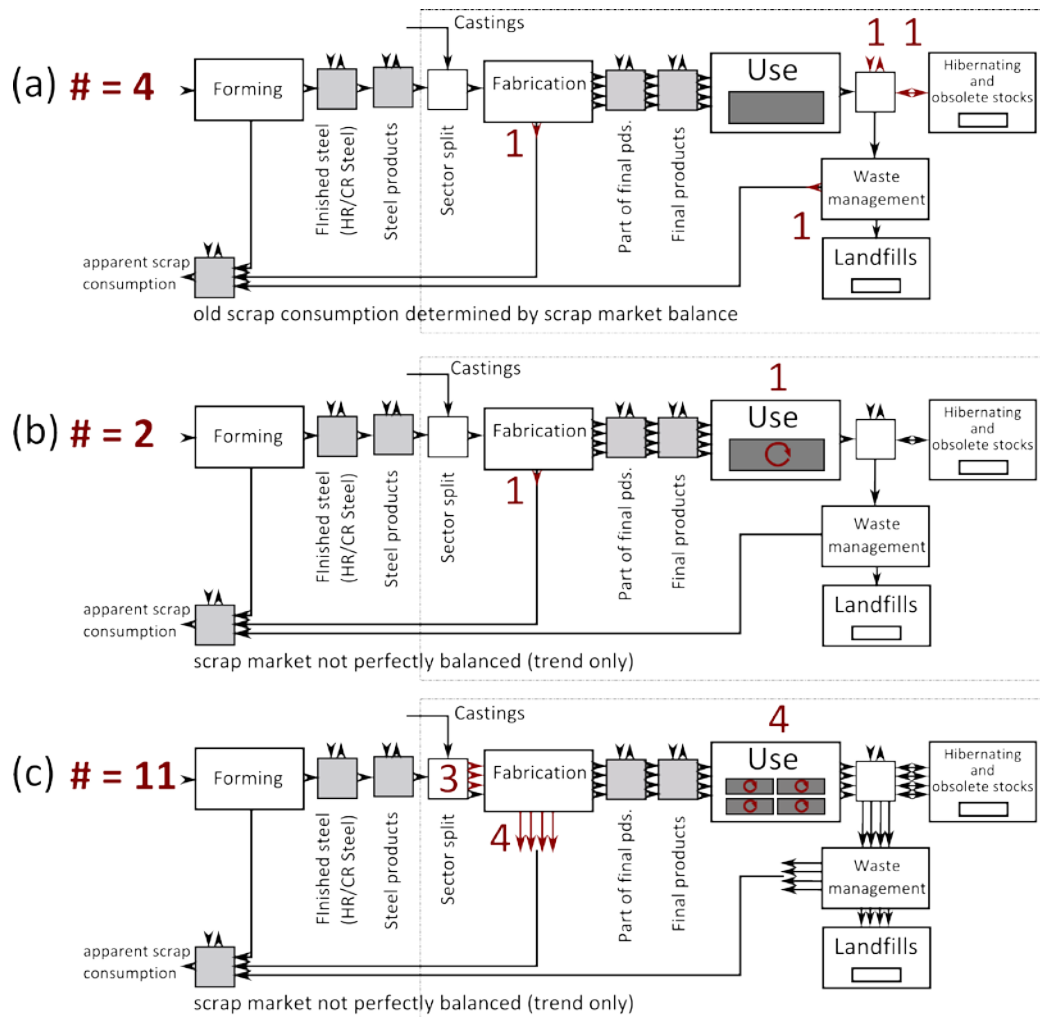 (a) # = 4
Castings
Forming
Finished steel
(HR/CR Steel)
Steel products
Sector split
Fabrication
1
Part of final pds.
Final products
Use
1 1
Hibernating
and
obsolete stocks
Waste
management
1
Landfills
apparent scrap
consumption
old scrap consumption determined by scrap market balance
(b) # = 2
Castings
Forming
Finished steel
(HR/CR Steel)
Steel products
Sector split
Fabrication
1
Part of final pds.
Final products
1
Use
Hibernating
and
obsolete stocks
Waste
management
Landfills
apparent scrap
consumption
scrap market not perfectly balanced (trend only)
(c) # = 11
Castings
Forming
Finished steel
(HR/CR Steel)
Steel products
3
Sector split
Fabrication
4
Part of final pds.
Final products
4
Use
Hibernating
and
obsolete stocks
Waste
management
Landfills
apparent scrap
consumption
scrap market not perfectly balanced (trend only)